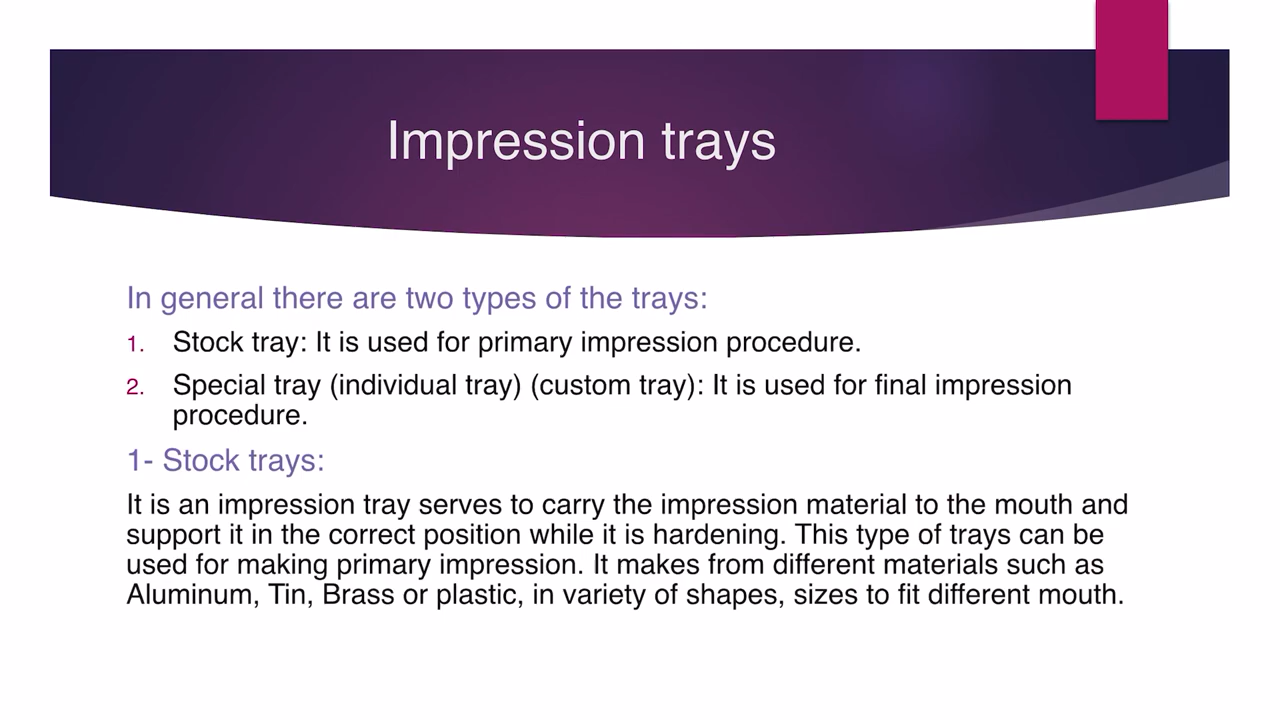 Impression trays
In general there are two types of the trays:
1. Stock tray: It is used for primary impression procedure.
2. Special tray (individual tray) (custom tray): It is used for final impression
procedure.
1- Stock trays:
It is an impression tray serves to carry the impression material to the mouth and
support it in the correct position while it is hardening. This type of trays can be
used for making primary impression. It makes from different materials such as
Aluminum, Tin, Brass or plastic, in variety of shapes, sizes to fit different mouth.